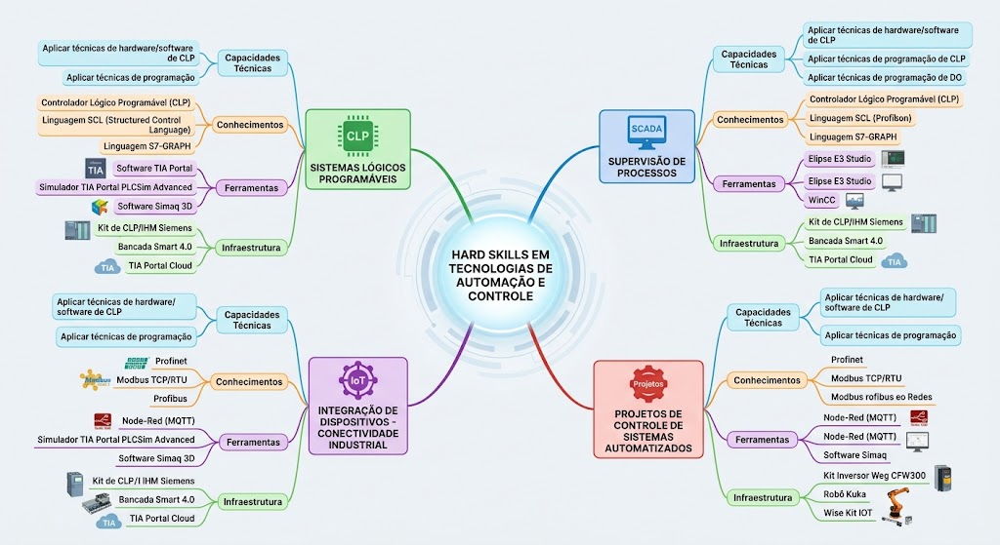 HARD SKILLS EM
TECNOLOGIAS DE
AUTOMAÇÃO E
CONTROLE
CLP
SISTEMAS LÓGICOS
PROGRAMÁVEIS
Capacidades
Técnicas
Aplicar técnicas de hardware/software
de CLP
Aplicar técnicas de programação
Conhecimentos
Controlador Lógico Programável (CLP)
Linguagem SCL (Structured Control
Language)
Linguagem S7-GRAPH
Ferramentas
TIA
Software TIA Portal
Simulador TIA Portal PLCSim Advanced
Software Simaq 3D
Infraestrutura
Kit de CLP/IHM Siemens
Bancada Smart 4.0
TIA
TIA Portal Cloud
SCADA
SUPERVISÃO DE
PROCESSOS
Capacidades
Técnicas
Aplicar técnicas de hardware/software
de CLP
Aplicar técnicas de programação de CLP
Aplicar técnicas de programação de DO
Conhecimentos
Controlador Lógico Programável (CLP)
Linguagem SCL (Profilson)
Linguagem S7-GRAPH
Ferramentas
Elipse E3 Studio
Elipse E3 Studio
WinCC
Infraestrutura
Kit de CLP/IHM Siemens
Bancada Smart 4.0
TIA Portal Cloud
TIA
IoT
INTEGRAÇÃO DE
DISPOSITIVOS -
CONECTIVIDADE
INDUSTRIAL
Capacidades
Técnicas
Aplicar técnicas de hardware/
software de CLP
Aplicar técnicas de programação
Conhecimentos
Profinet
Modbus
Modbus TCP/RTU
Profibus
Ferramentas
Node-Red (MQTT)
Simulador TIA Portal PLCSim Advanced
Software Simaq 3D
Infraestrutura
Kit de CLP/I IHM Siemens
Bancada Smart 4.0
TIA
TIA Portal Cloud
Projetos
PROJETOS DE
CONTROLE DE
SISTEMAS
AUTOMATIZADOS
Capacidades
Técnicas
Aplicar técnicas de hardware/
software de CLP
Aplicar técnicas de programação
Conhecimentos
Profinet
Modbus TCP/RTU
Modbus rofibus eo Redes
Ferramentas
Node-Red (MQTT)
Node-Red (MQTT)
Software Simaq
Infraestrutura
Kit Inversor Weg CFW300
Robô Kuka
Wise Kit IOT